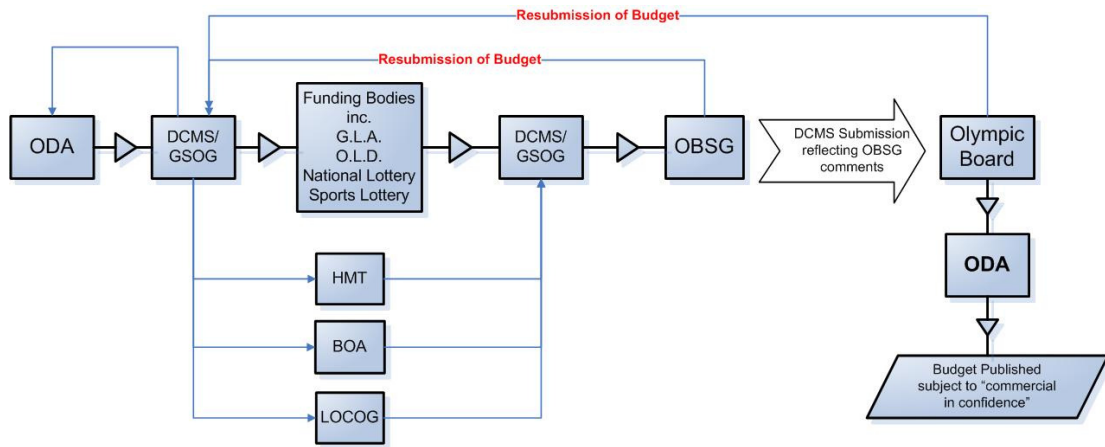 Resubmission of Budget
Resubmission of Budget
ODA
DCMS/
GSOG
Funding Bodies
inc.
G.L.A.
O.L.D.
National Lottery
Sports Lottery
DCMS/
GSOG
OBSG
DCMS Submission
reflecting OBSG
comments
Olympic
Board
HMT
BOA
LOCOG
ODA
Budget Published
subject to “commercial
in confidence”